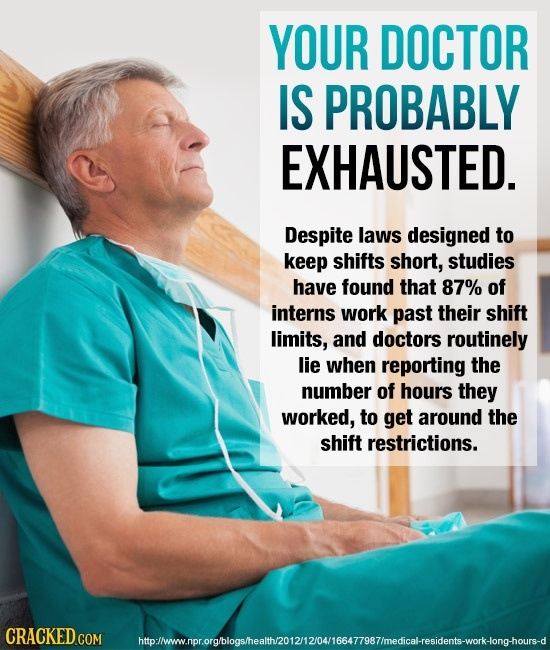 YOUR DOCTOR
IS PROBABLY
EXHAUSTED.
Despite laws designed to
keep shifts short, studies
have found that 87% of
interns work past their shift
limits, and doctors routinely
lie when reporting the
number of hours they
worked, to get around the
shift restrictions.
CRACKED.COM
http://www.npr.org/blogs/health/2012/12/04/166477987/medical-residents-work-long-hours-d